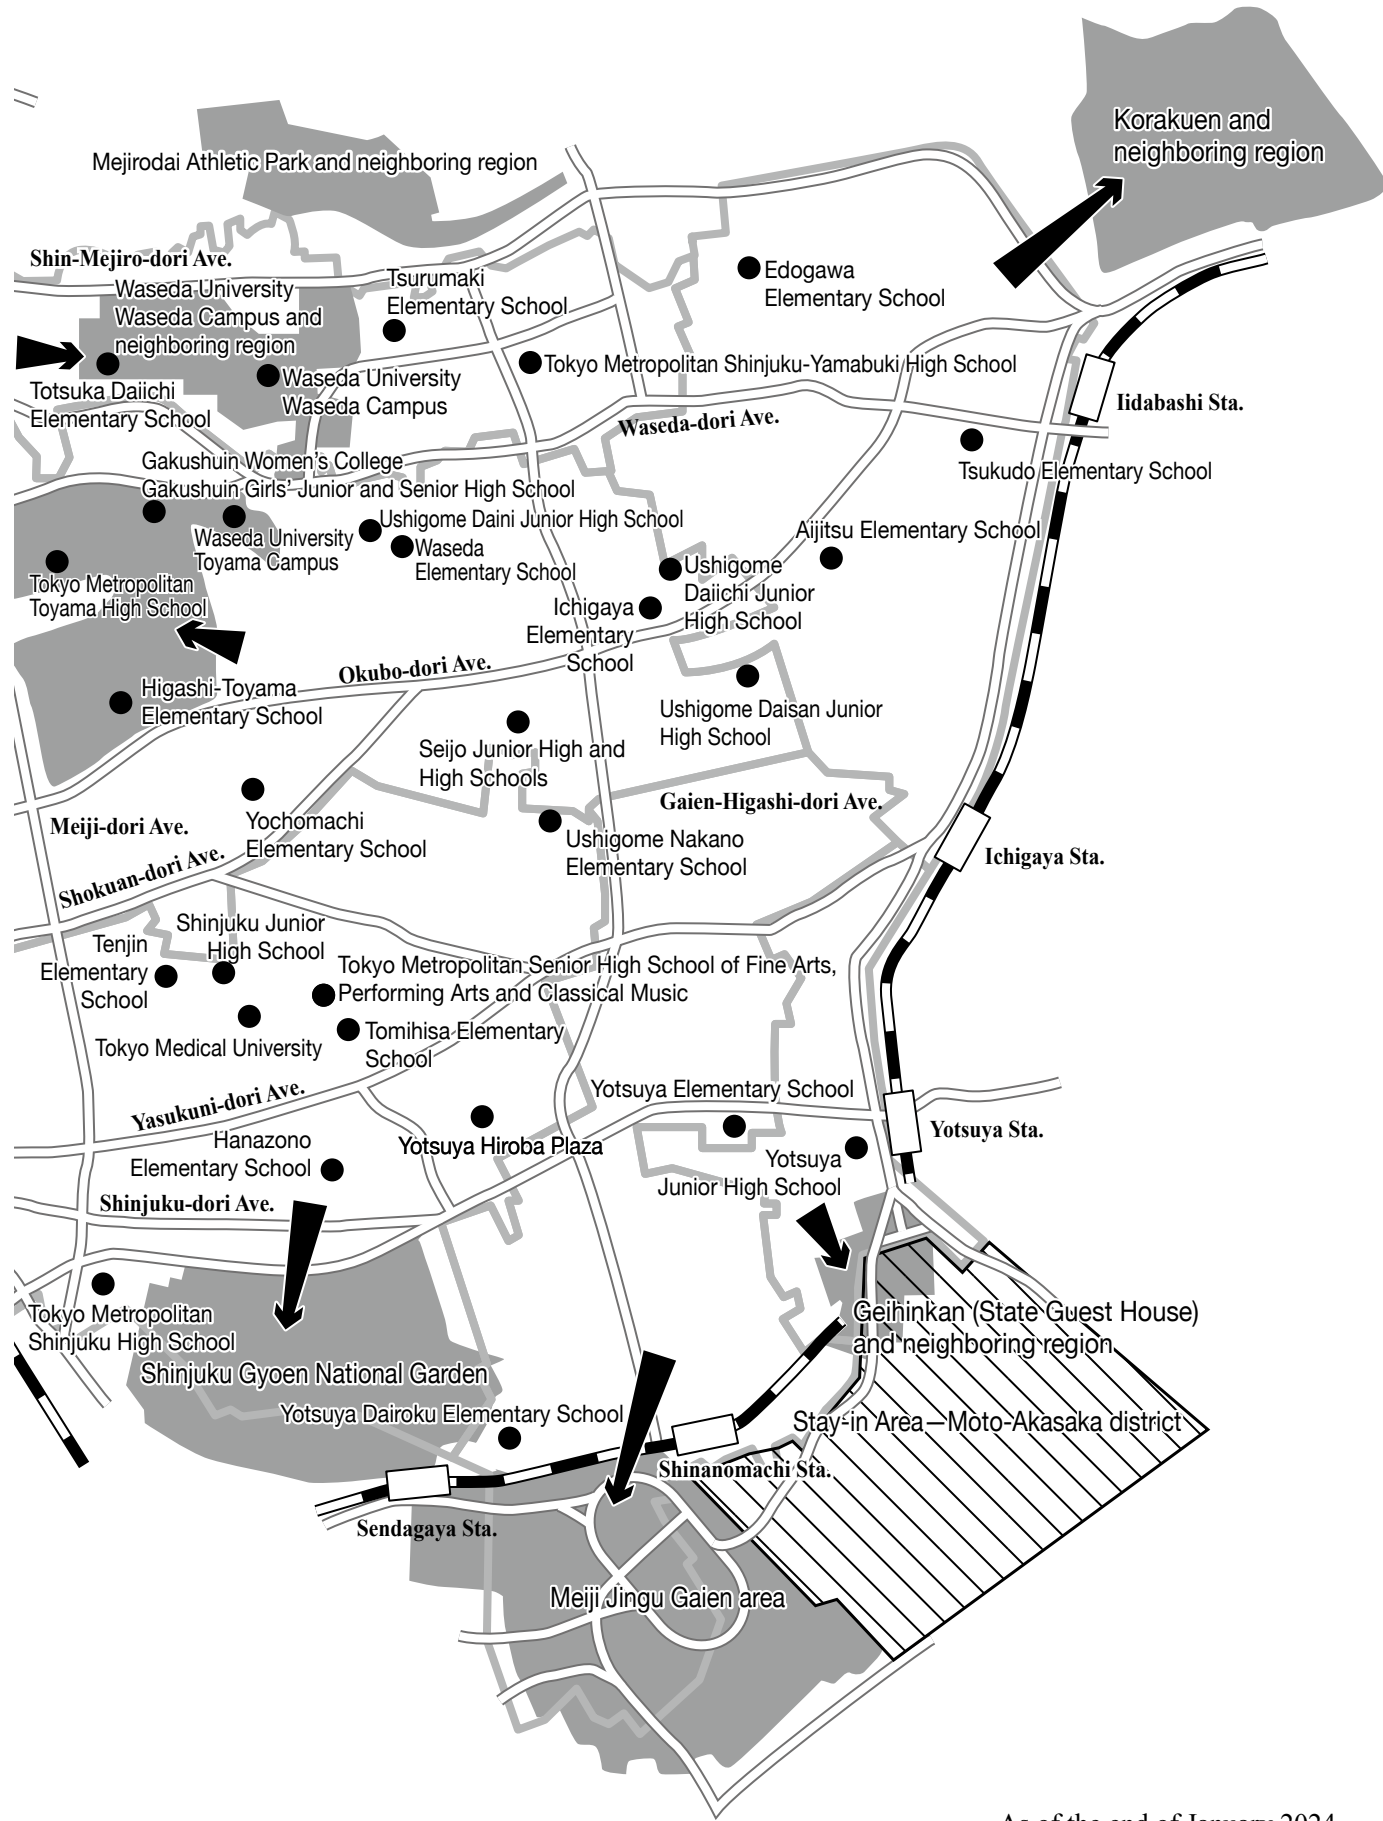 Korakuen and
neighboring region
Mejirodai Athletic Park and neighboring region
Shin-Mejiro-dori Ave.
Waseda University
Waseda Campus and
neighboring region
Tsurumaki
Elementary School
Edogawa
Elementary School
Totsuka Daiichi
Elementary School
Waseda University
Waseda Campus
Tokyo Metropolitan Shinjuku-Yamabuki High School
Iidabashi Sta.
Waseda-dori Ave.
Tsukudo Elementary School
Gakushuin Women's College
Gakushuin Girls' Junior and Senior High School
Waseda University
Toyama Campus
Ushigome Daini Junior High School
Waseda
Elementary School
Aijitsu Elementary School
Tokyo Metropolitan
Toyama High School
Ushigome
Daiichi Junior
High School
Ichigaya
Elementary
School
Okubo-dori Ave.
Higashi-Toyama
Elementary School
Ushigome Daisan Junior
High School
Seijo Junior High and
High Schools
Gaien-Higashi-dori Ave.
Meiji-dori Ave.
Yochomachi
Elementary School
Ushigome Nakano
Elementary School
Ichigaya Sta.
Shokuan-dori Ave.
Shinjuku Junior
High School
Tenjin
Elementary
School
Tokyo Metropolitan Senior High School of Fine Arts,
Performing Arts and Classical Music
Tokyo Medical University
Tomihisa Elementary
School
Yasukuni-dori Ave.
Yotsuya Elementary School
Yotsuya Sta.
Hanazono
Elementary School
Yotsuya Hiroba Plaza
Yotsuya
Junior High School
Shinjuku-dori Ave.
Tokyo Metropolitan
Shinjuku High School
Geihinkan (State Guest House)
and neighboring region
Shinjuku Gyoen National Garden
Yotsuya Dairoku Elementary School
Stay-in Area—Moto-Akasaka district
Shinanomachi Sta.
Sendagaya Sta.
Meiji Jingu Gaien area
As of the end of January 2024